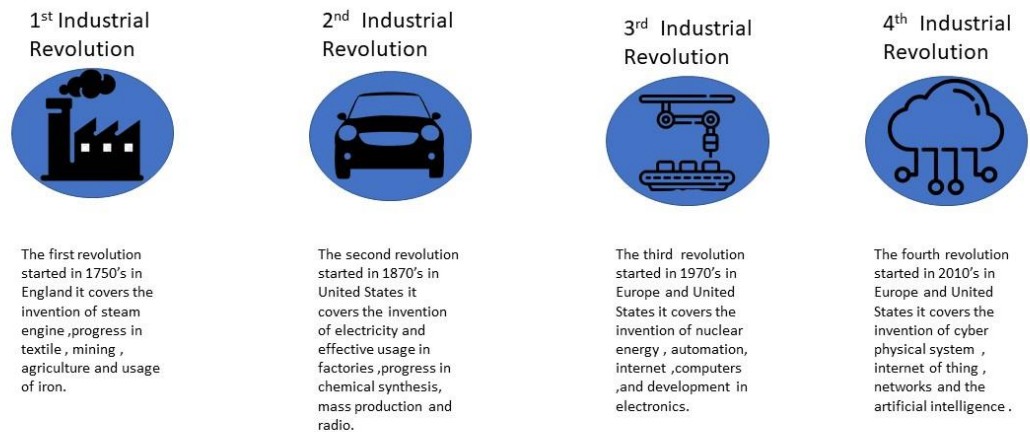 1st Industrial
Revolution
2nd Industrial
Revolution
3rd Industrial
Revolution
4th Industrial
Revolution
The first revolution
started in 1750's in
England it covers the
invention of steam
engine ,progress in
textile , mining ,
agriculture and usage
of iron.
The second revolution
started in 1870's in
United States it
covers the invention
of electricity and
effective usage in
factories ,progress in
chemical synthesis,
mass production and
radio.
The third revolution
started in 1970's in
Europe and United
States it covers the
invention of nuclear
energy , automation,
internet ,computers
,and development in
electronics.
The fourth revolution
started in 2010's in
Europe and United
States it covers the
invention of cyber
physical system ,
internet of thing ,
networks and the
artificial intelligence .